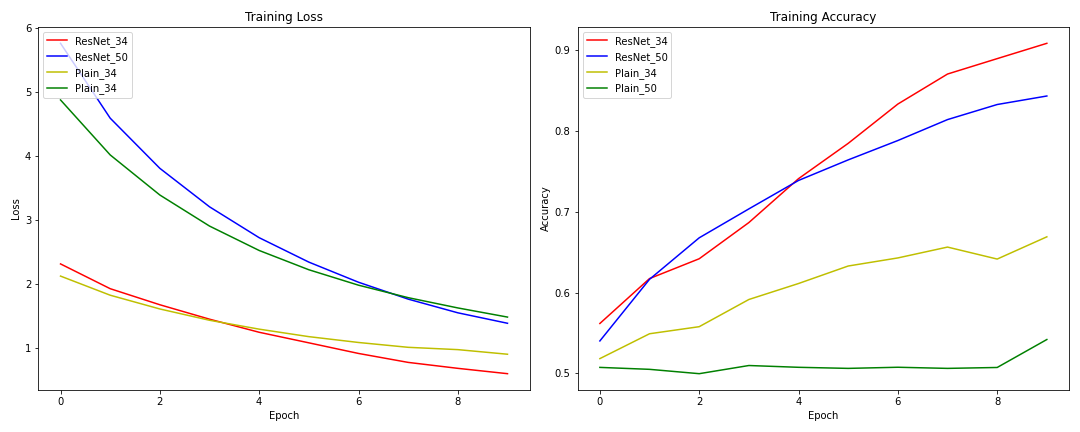 Training Loss
Loss
6
5
4
3
2
1
ResNet_34
ResNet_50
Plain_34
Plain_34
0
2
4
6
8
Epoch
Training Accuracy
Accuracy
0.9
0.8
0.7
0.6
0.5
ResNet_34
ResNet_50
Plain_34
Plain_50
0
2
4
6
8
Epoch